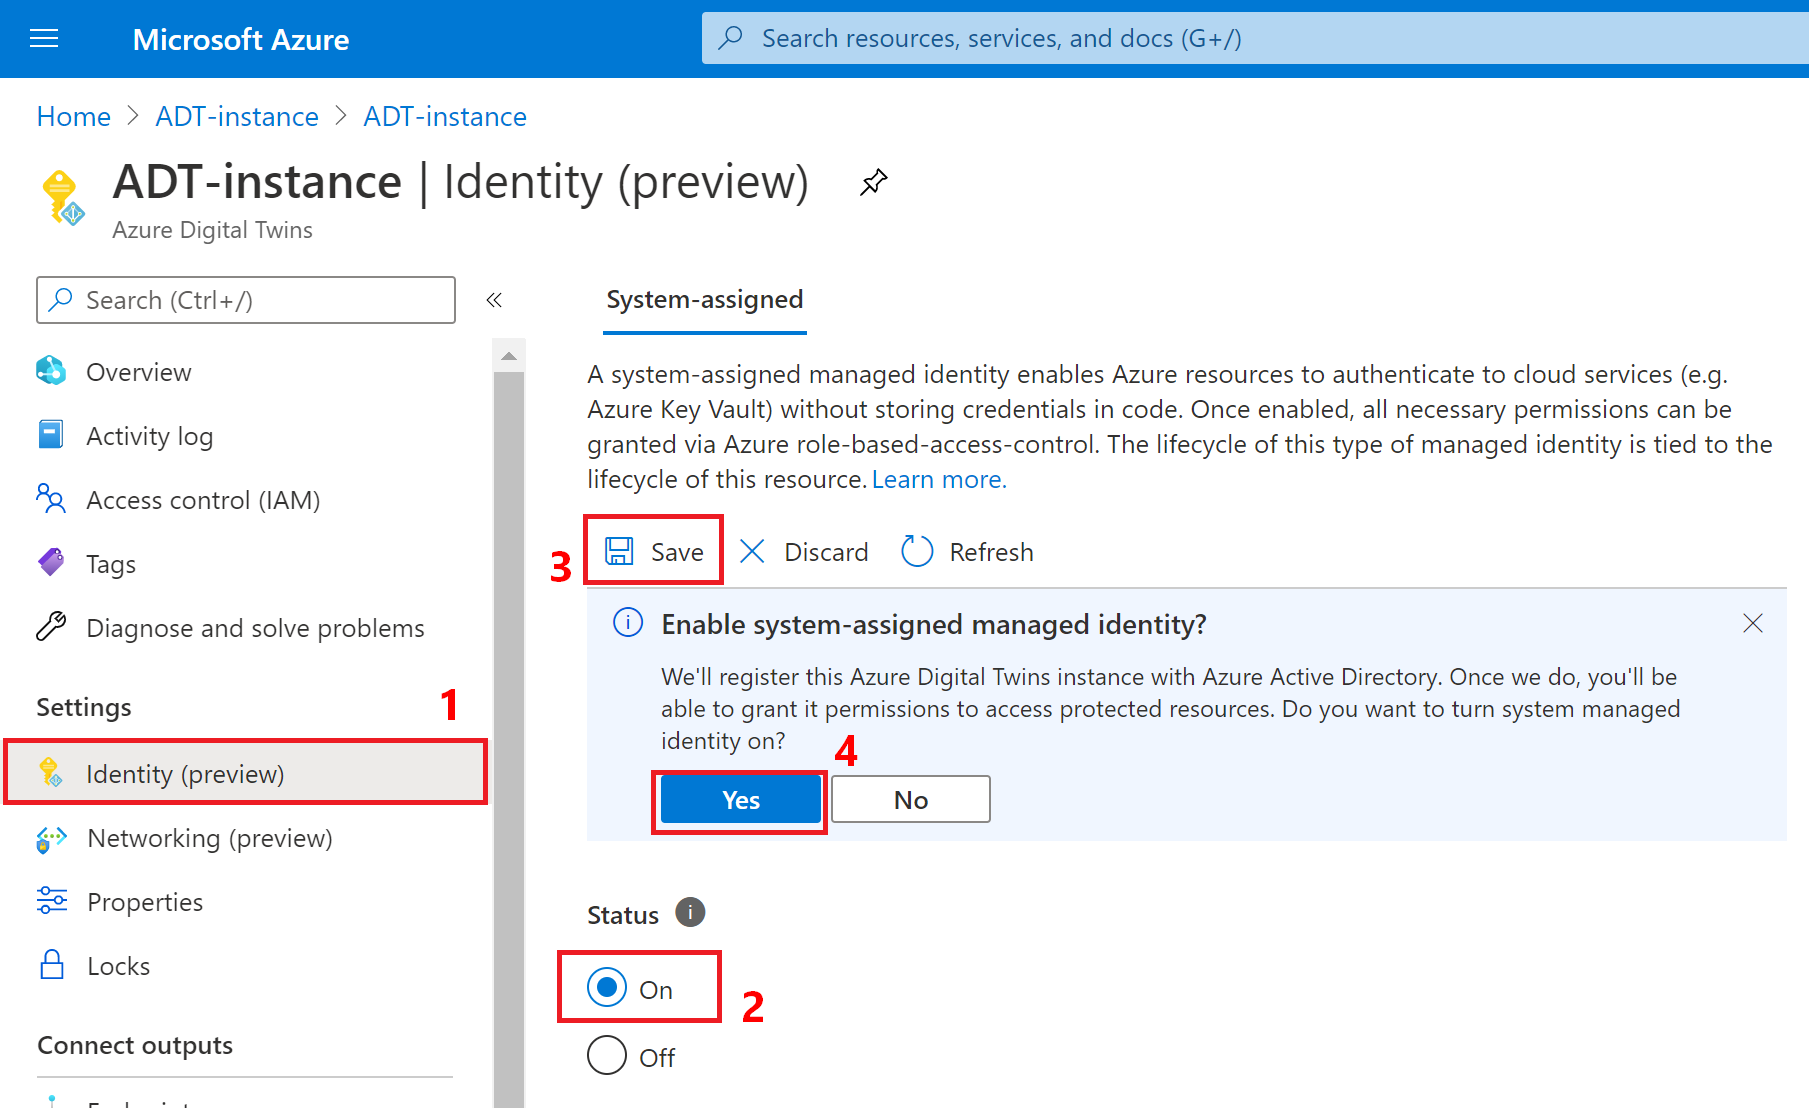 Microsoft Azure
Search resources, services, and docs (G+/)
Home > ADT-instance > ADT-instance
ADT-instance | Identity (preview)
Azure Digital Twins
Search (Ctrl+/)
«
Overview
Activity log
Access control (IAM)
Tags
Diagnose and solve problems
Settings
1
Identity (preview)
Networking (preview)
Properties
Locks
Connect outputs
System-assigned
A system-assigned managed identity enables Azure resources to authenticate to cloud services (e.g.
Azure Key Vault) without storing credentials in code. Once enabled, all necessary permissions can be
granted via Azure role-based-access-control. The lifecycle of this type of managed identity is tied to the
lifecycle of this resource. Learn more.
3
Save
Discard
Refresh
Enable system-assigned managed identity?
We'll register this Azure Digital Twins instance with Azure Active Directory. Once we do, you'll be
able to grant it permissions to access protected resources. Do you want to turn system managed
identity on?
4
Yes
No
Status
On
2
Off